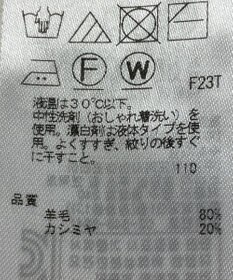 F W
F23T
液温は30℃以下。
中性洗剤(おしゃれ着洗い)を
使用。漂白剤は液体タイプを使
用。よくすすぎ、絞りの後すぐ
に干すこと。
110
品質
羊毛 80%
カシミヤ 20%